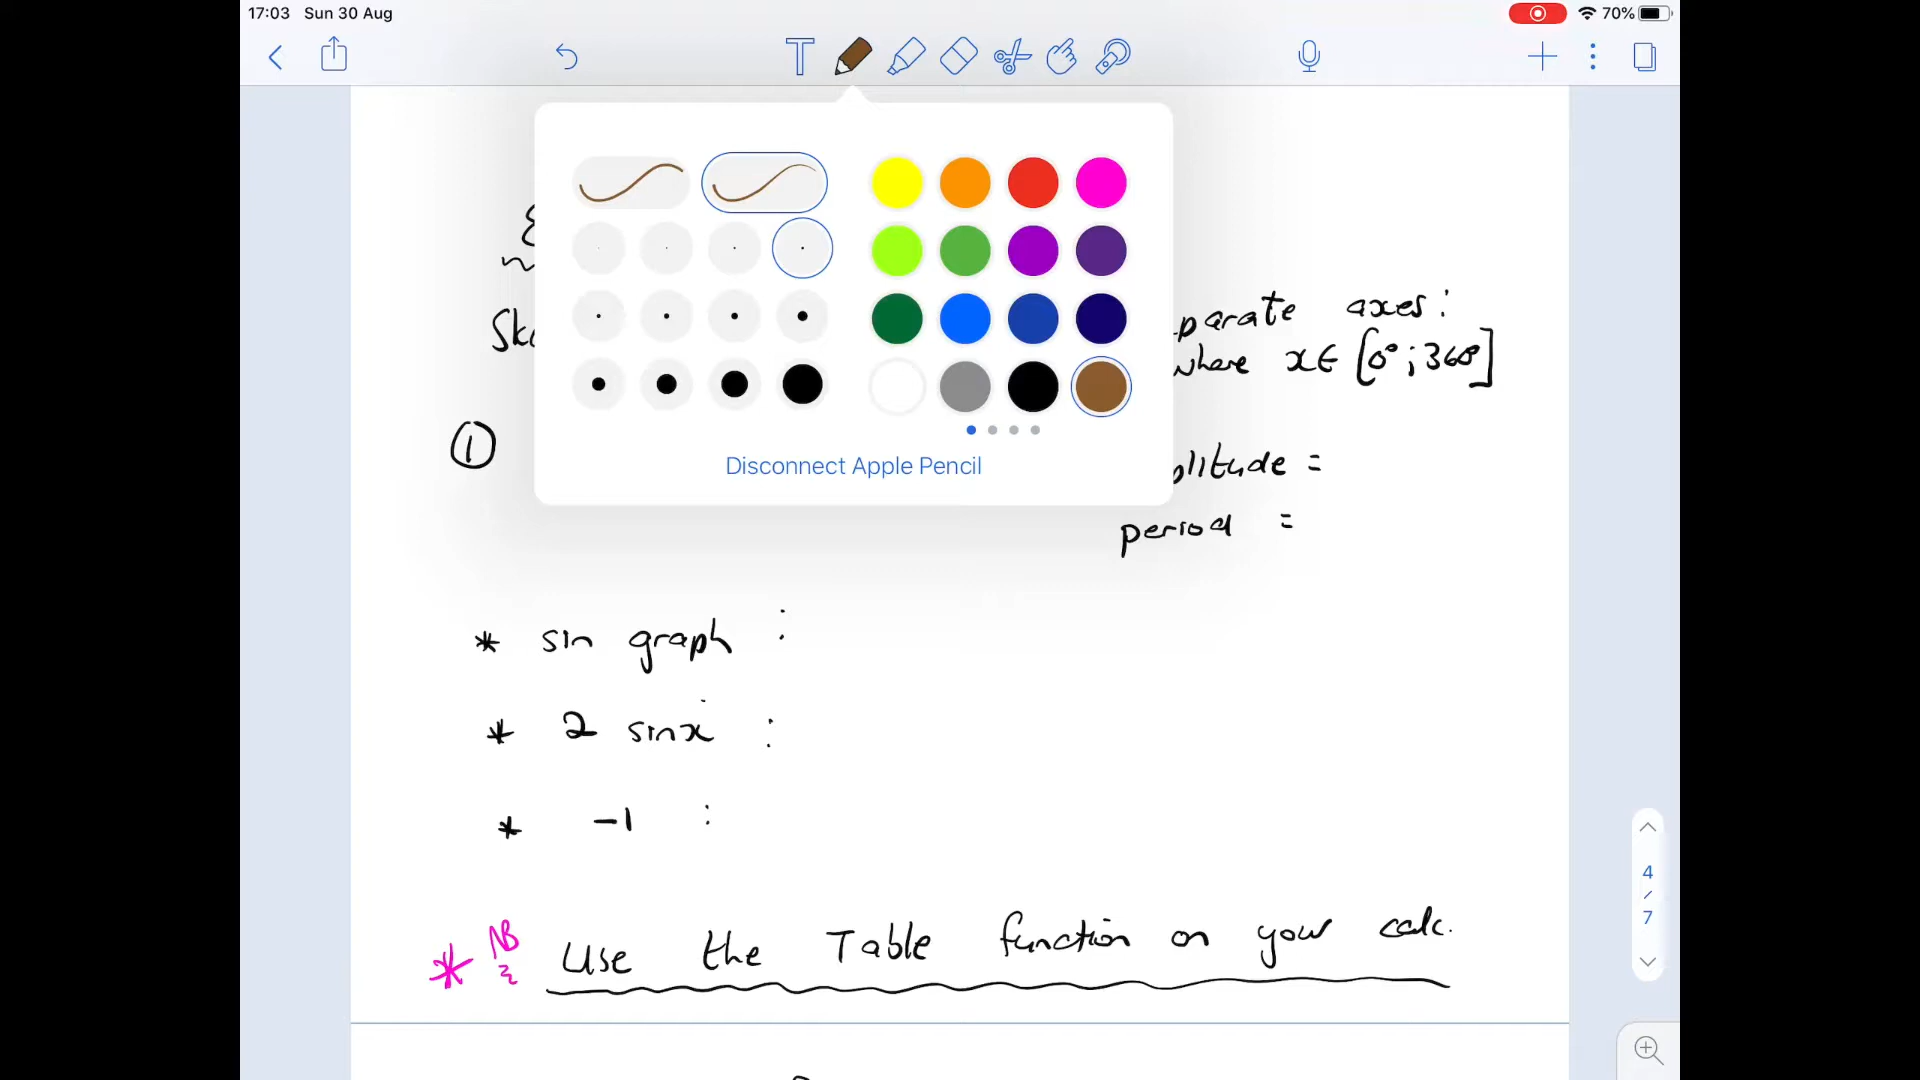 17:03 Sun 30 Aug 70%
T
parate axes:
where x∈ [0°; 360°]
①
plitude =
period =
Disconnect Apple Pencil
* sin graph :
* 2 sinx :
* -1 :
* NB Use the Table function on your calc.
4
/
7